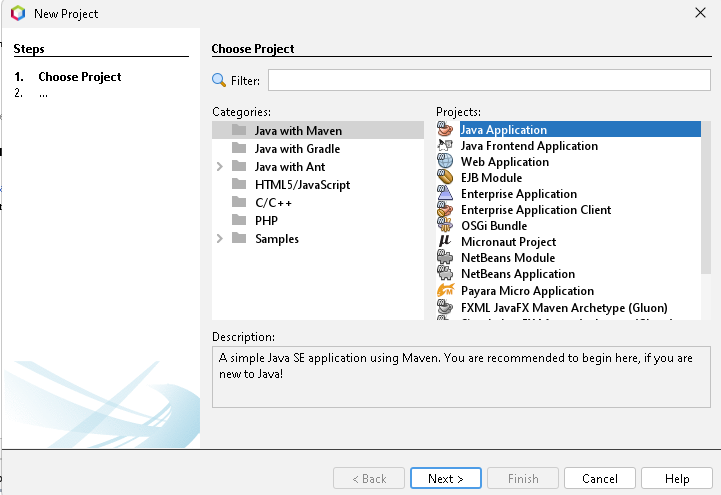 New Project
Steps
1. Choose Project
2. ...
Choose Project
Filter:
Categories:
Java with Maven
Java with Gradle
Java with Ant
HTML5/JavaScript
C/C++
PHP
Samples
Projects:
Java Application
Java Frontend Application
Web Application
EJB Module
Enterprise Application
Enterprise Application Client
OSGi Bundle
Micronaut Project
NetBeans Module
NetBeans Application
Payara Micro Application
FXML JavaFX Maven Archetype (Gluon)
Description:
A simple Java SE application using Maven. You are recommended to begin here, if you are
new to Java!
< Back
Next >
Finish
Cancel
Help